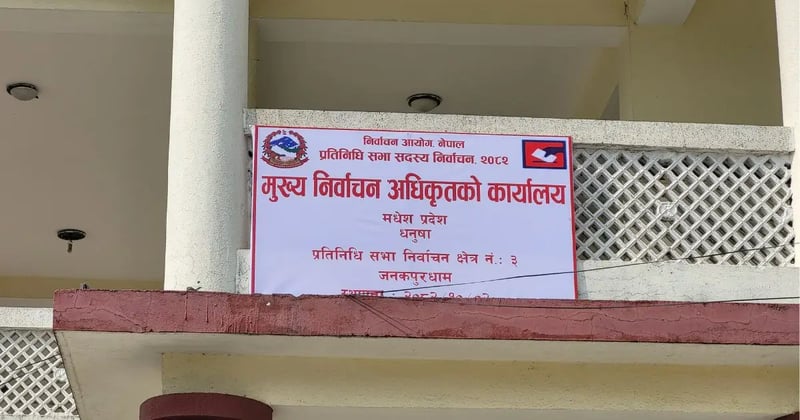 निर्वाचन आयोग, नेपाल
प्रतिनिधि सभा सदस्य निर्वाचन, २०८२
मुख्य निर्वाचन अधिकृतको कार्यालय
मधेश प्रदेश
धनुषा
प्रतिनिधि सभा निर्वाचन क्षेत्र नं.: ३
जनकपुरधाम